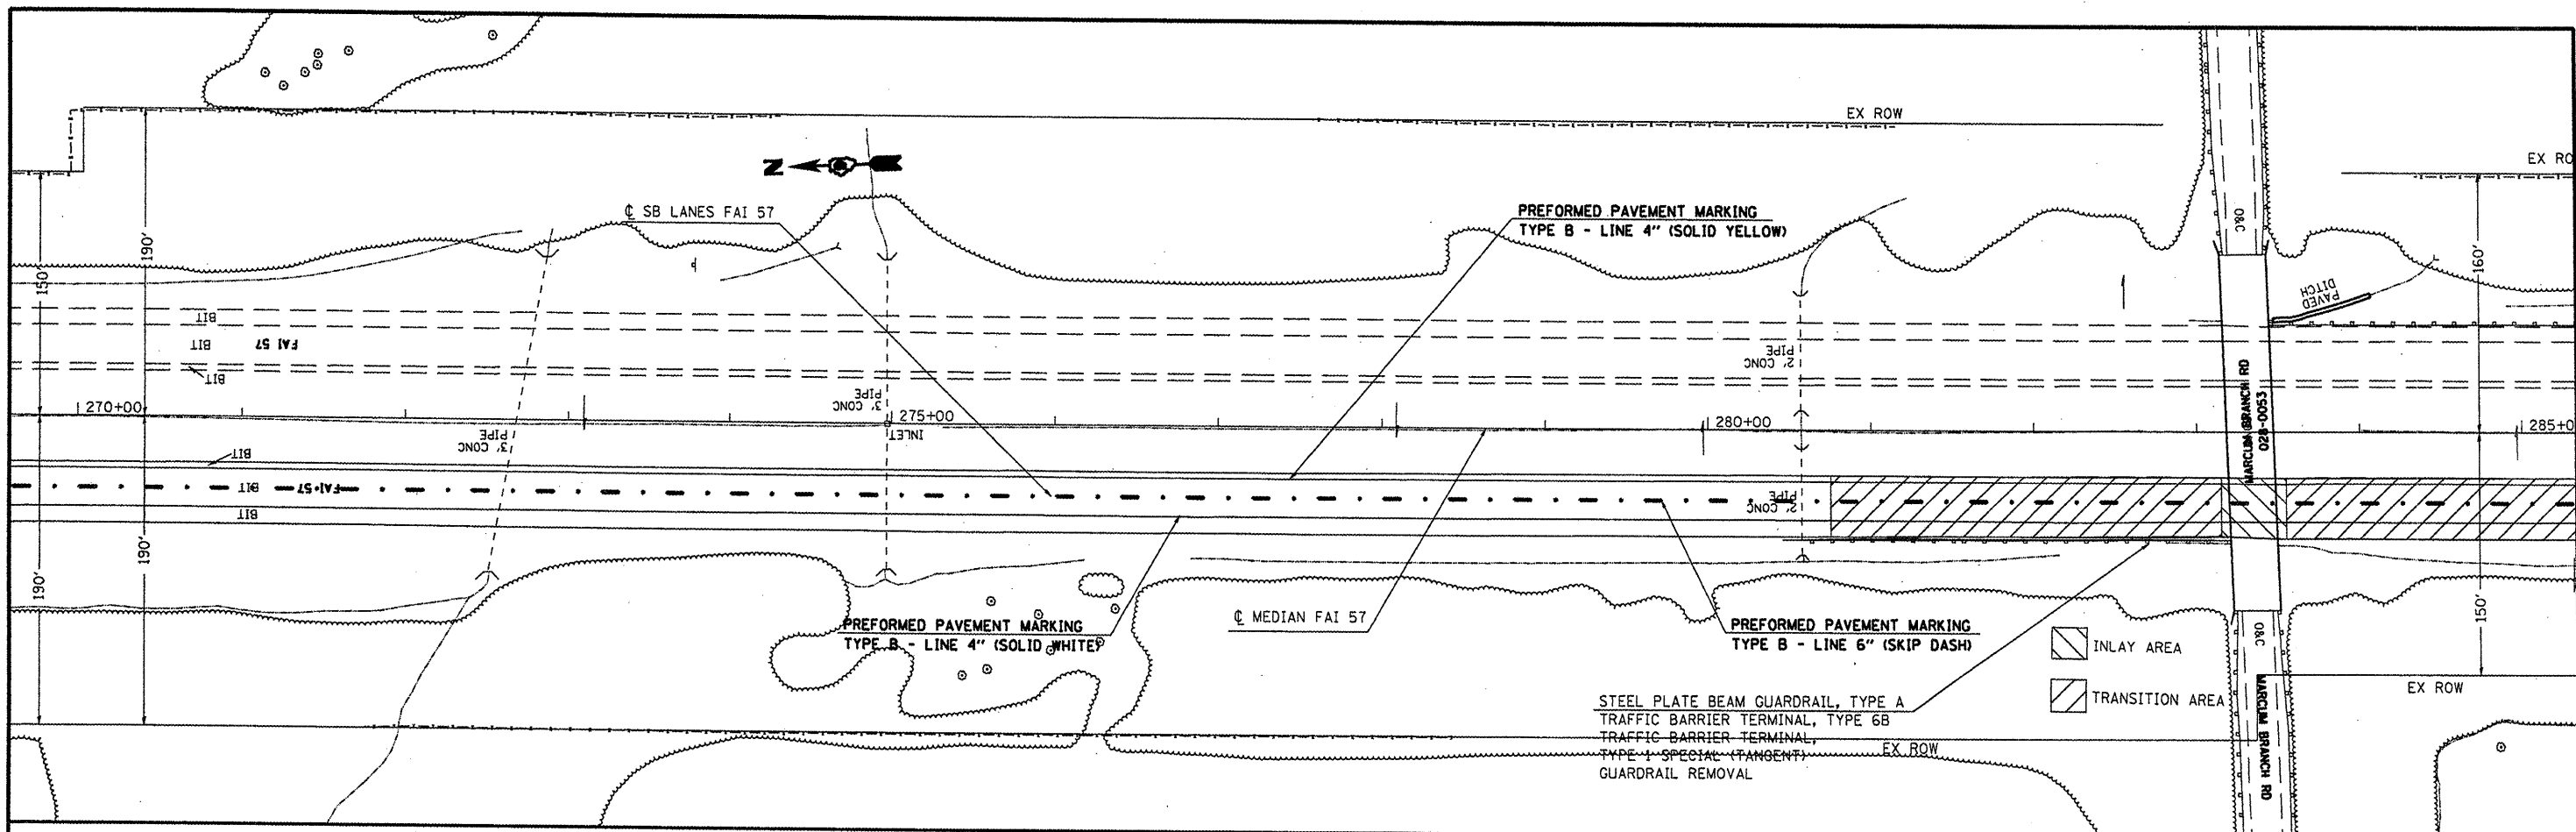 EX ROW
EX RO
N
℄ SB LANES FAI 57
PREFORMED PAVEMENT MARKING
TYPE B - LINE 4" (SOLID YELLOW)
O&C
190'
150'
160'
PAVED
DITCH
BIT
BIT
FAI 57
BIT
2' CONC
PIPE
3' CONC
PIPE
MARCUM BRANCH RD
028-0053
270+00
275+00
280+00
285+0
INLET
3' CONC
PIPE
BIT
BIT
FAI 57
BIT
2' CONC
PIPE
190'
190'
150'
PREFORMED PAVEMENT MARKING
TYPE B - LINE 4" (SOLID WHITE)
℄ MEDIAN FAI 57
PREFORMED PAVEMENT MARKING
TYPE B - LINE 6" (SKIP DASH)
O&C
INLAY AREA
TRANSITION AREA
MARCUM BRANCH RD
EX ROW
STEEL PLATE BEAM GUARDRAIL, TYPE A
TRAFFIC BARRIER TERMINAL, TYPE 6B
TRAFFIC BARRIER TERMINAL,
TYPE 1 SPECIAL (TANGENT)
EX ROW
GUARDRAIL REMOVAL